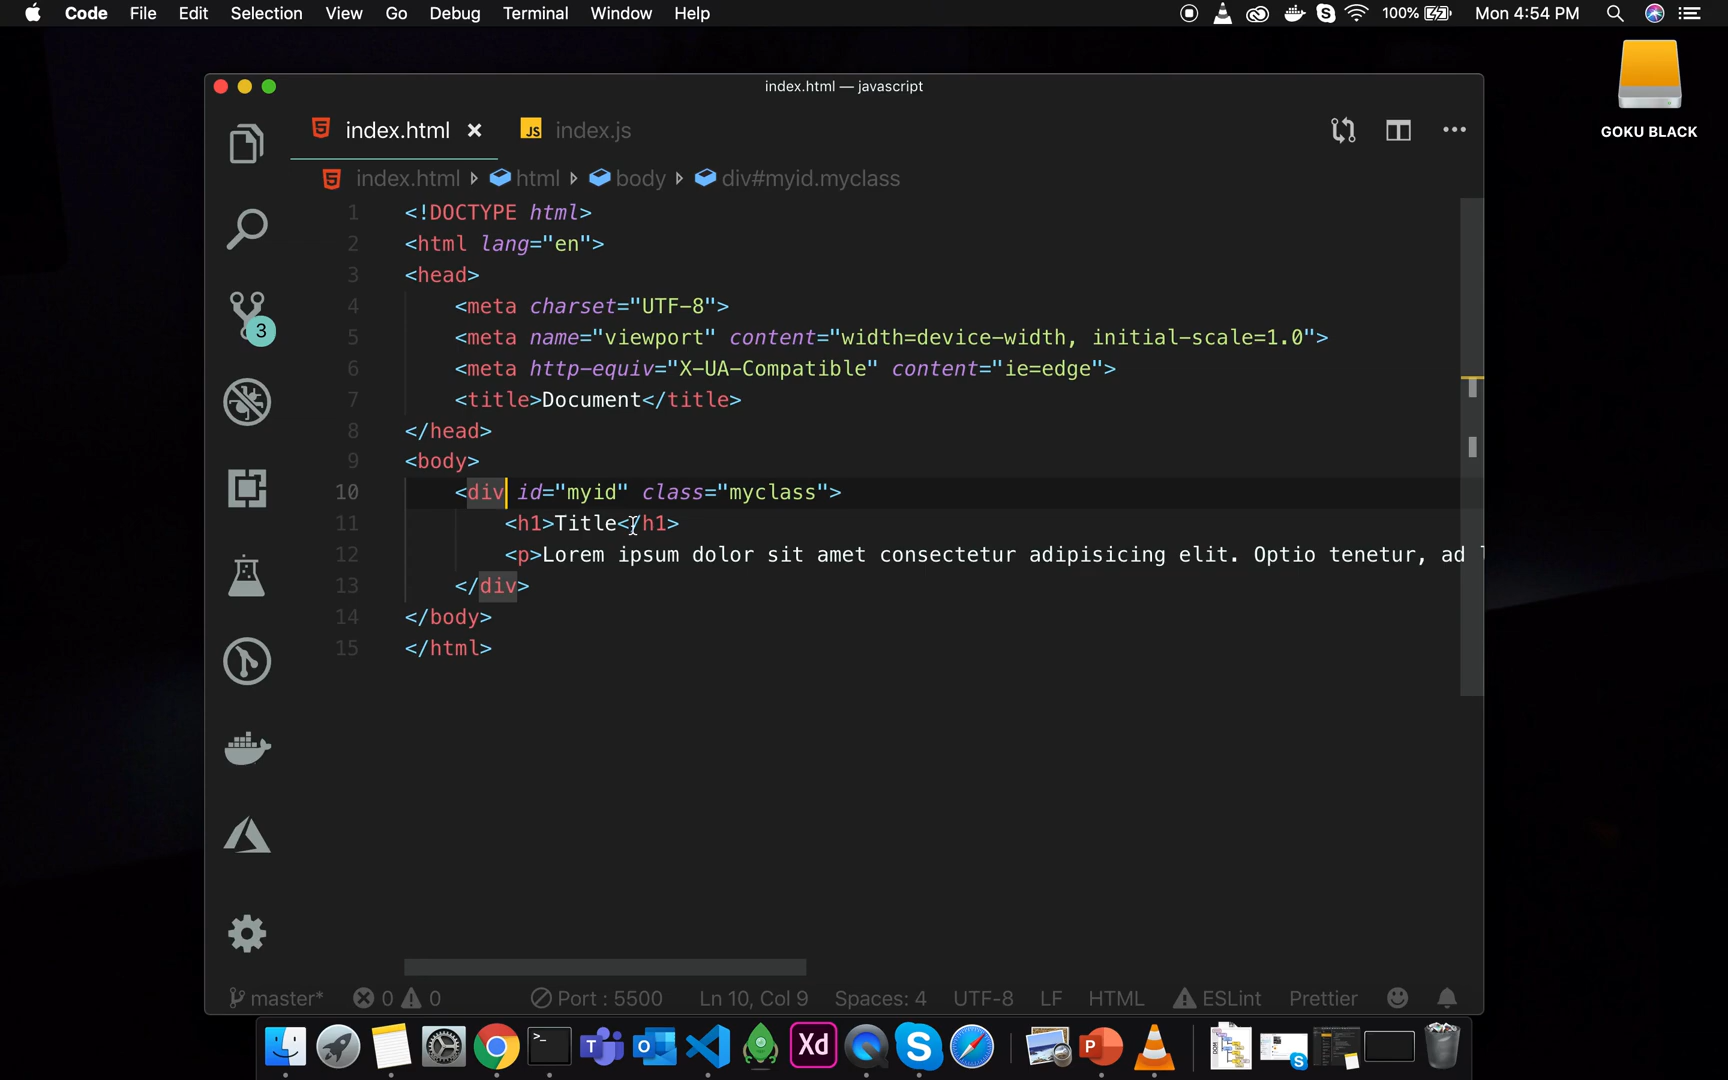 Code File Edit Selection View Go Debug Terminal Window Help 100% Mon 4:54 PM
GOKU BLACK
index.html — javascript
index.html JS index.js
index.html html body div#myid.myclass
1 <!DOCTYPE html>
2 <html lang="en">
3 <head>
4 <meta charset="UTF-8">
5 <meta name="viewport" content="width=device-width, initial-scale=1.0">
6 <meta http-equiv="X-UA-Compatible" content="ie=edge">
7 <title>Document</title>
8 </head>
9 <body>
10 <div id="myid" class="myclass">
11 <h1>Title</h1>
12 <p>Lorem ipsum dolor sit amet consectetur adipisicing elit. Optio tenetur, ad
13 </div>
14 </body>
15 </html>
3
master* 0 0 Port : 5500 Ln 10, Col 9 Spaces: 4 UTF-8 LF HTML ESLint Prettier
Xd